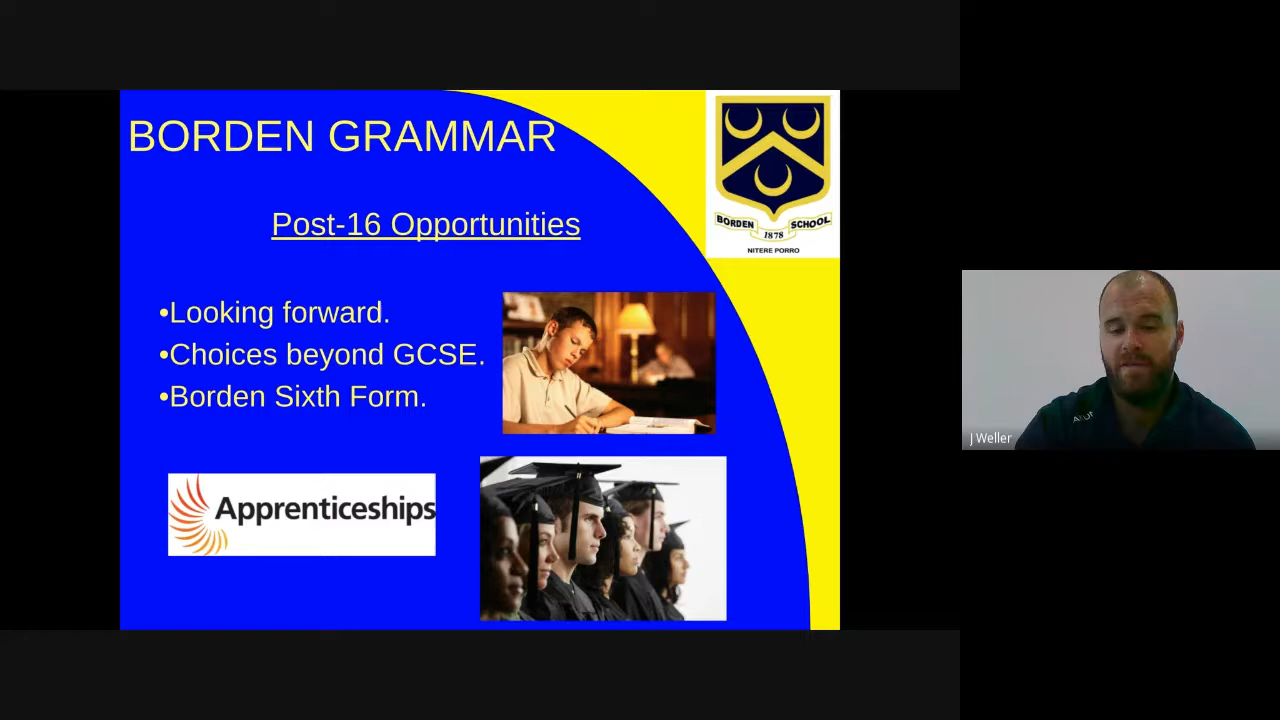 BORDEN GRAMMAR
Post-16 Opportunities
•Looking forward.
•Choices beyond GCSE.
•Borden Sixth Form.
Apprenticeships
BORDEN SCHOOL
1878
NITERE PORRO
J Weller